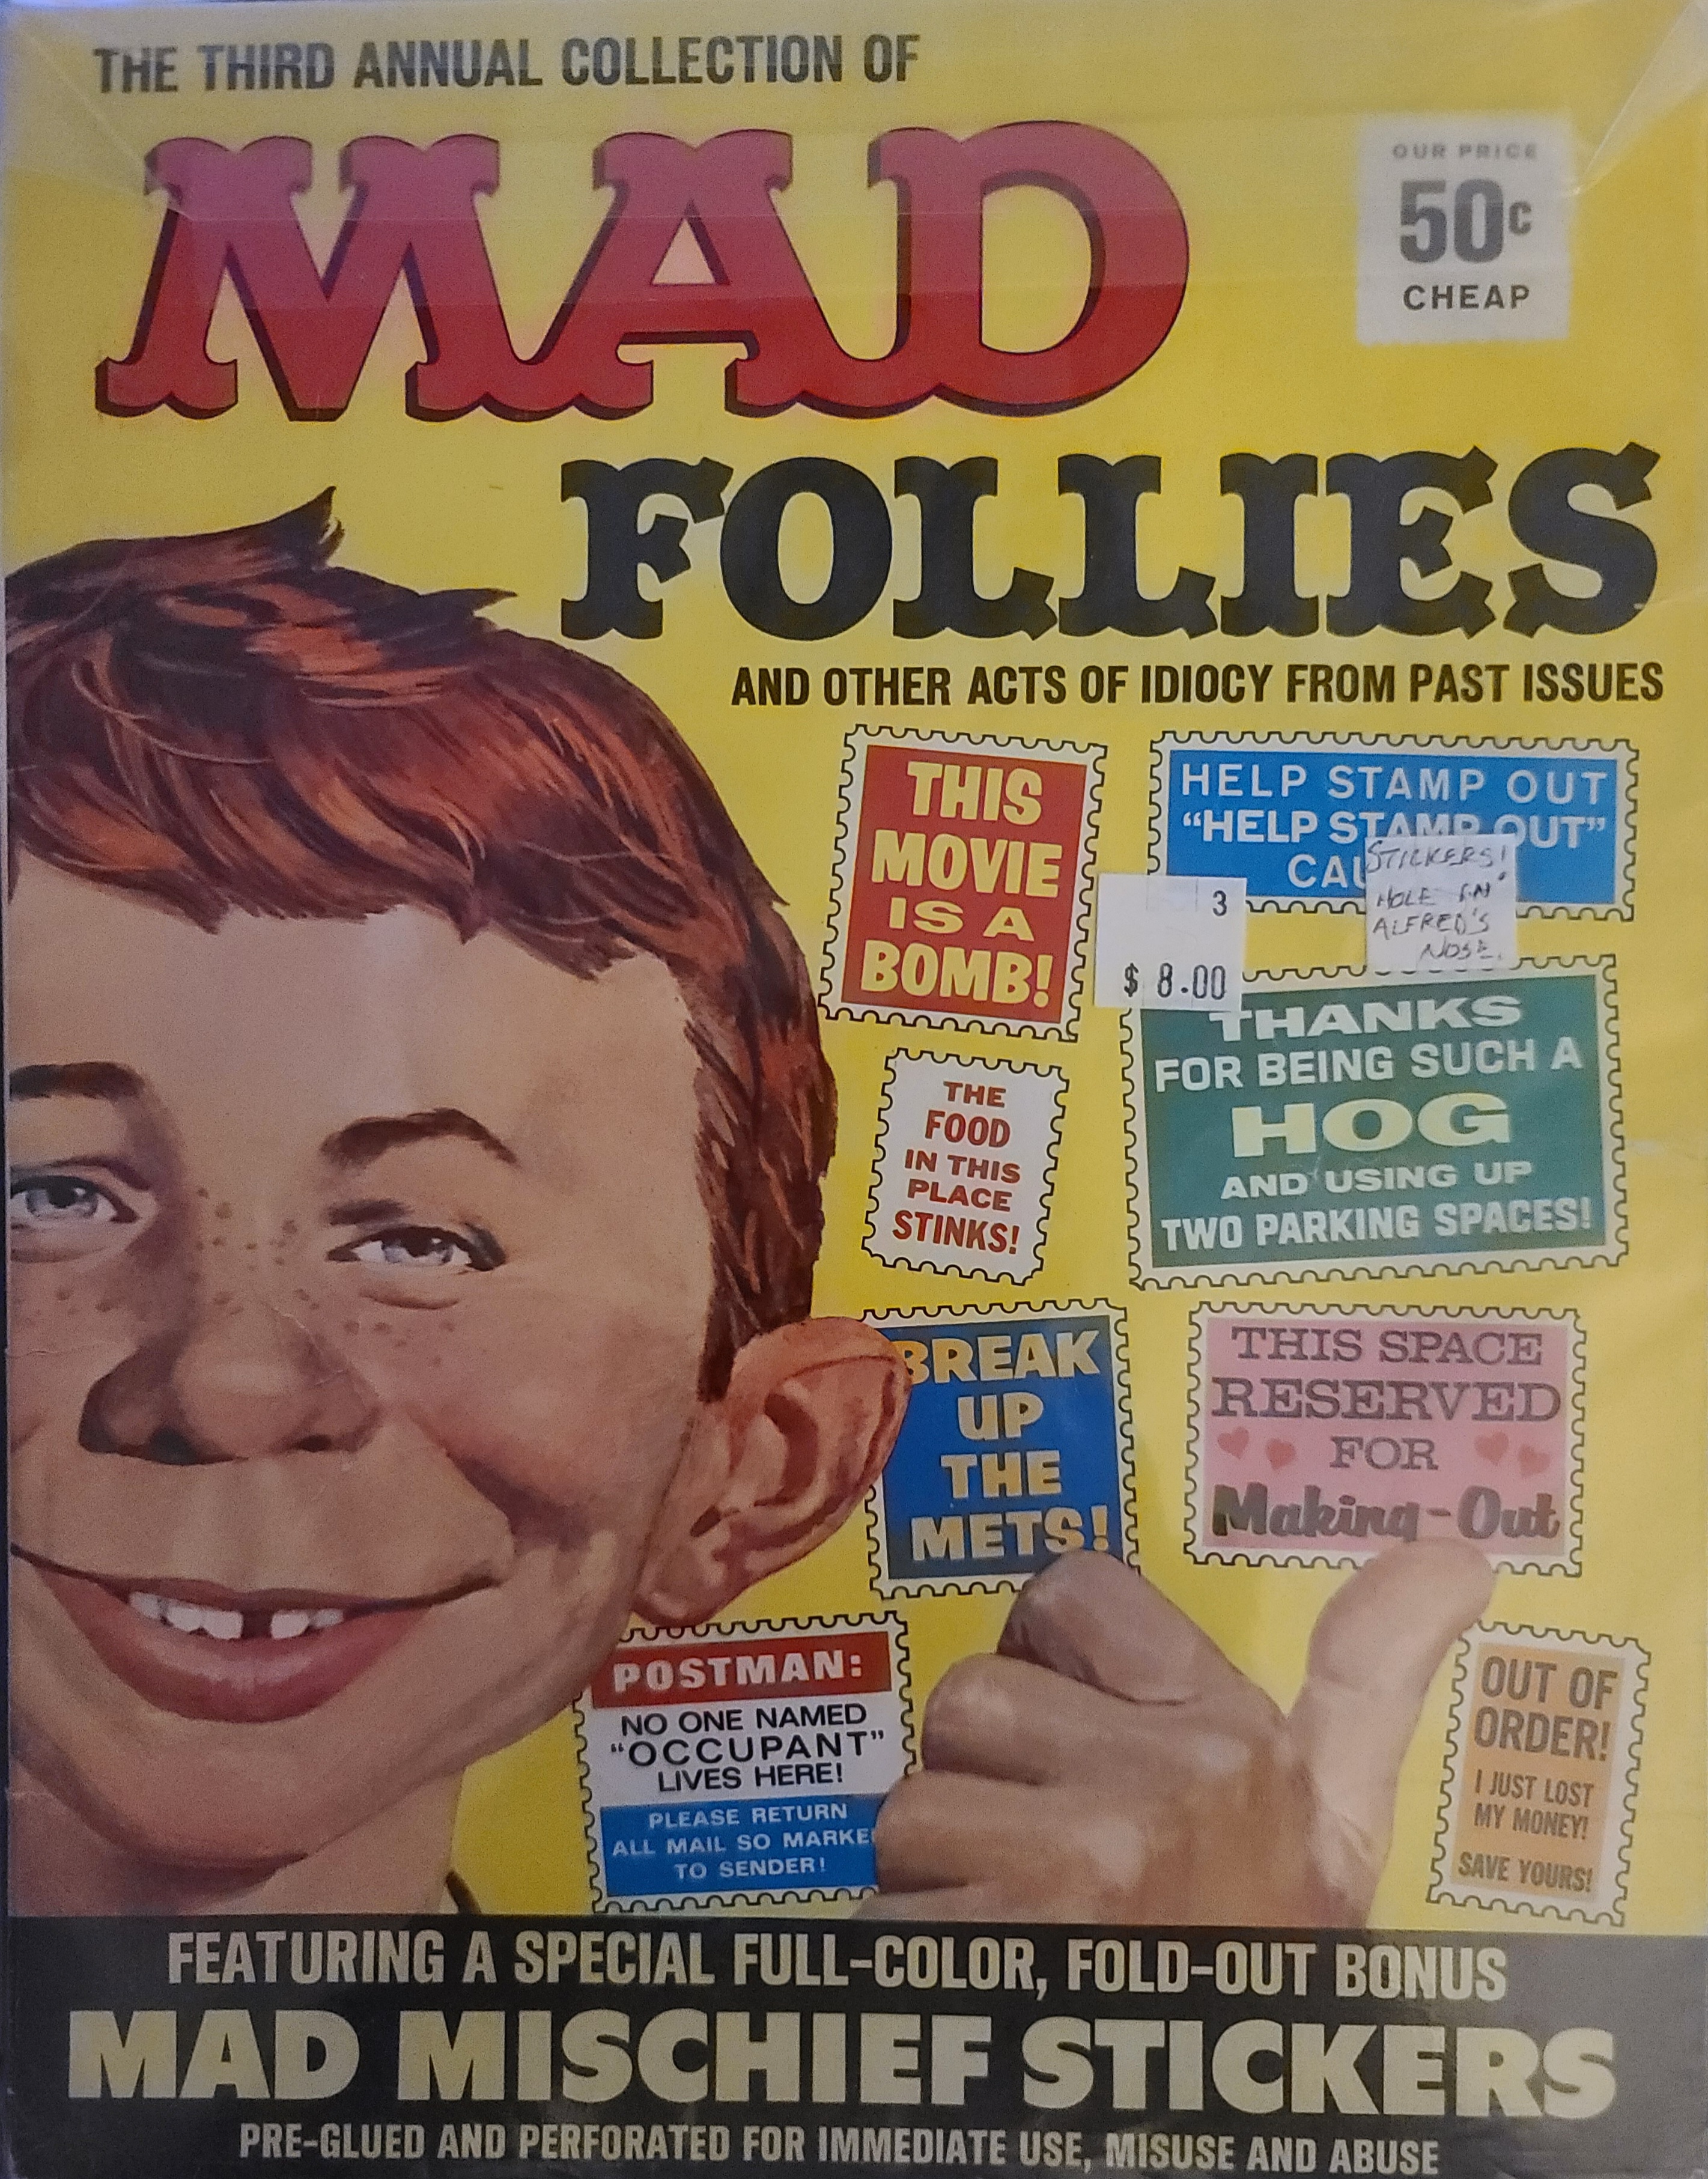 THE THIRD ANNUAL COLLECTION OF
MAD
OUR PRICE
50c
CHEAP
FOLLIES
AND OTHER ACTS OF IDIOCY FROM PAST ISSUES
THIS
MOVIE
IS A
BOMB!
HELP STAMP OUT
“HELP STAMP OUT”
CAU
STICKERS!
HOLE IN
ALFRED'S
NOSE.
3
$ 8.00
THANKS
FOR BEING SUCH A
HOG
AND USING UP
TWO PARKING SPACES!
THE
FOOD
IN THIS
PLACE
STINKS!
BREAK
UP
THE
METS!
THIS SPACE
RESERVED
FOR
Making-Out
POSTMAN:
NO ONE NAMED
“OCCUPANT”
LIVES HERE!
PLEASE RETURN
ALL MAIL SO MARKE
TO SENDER!
OUT OF
ORDER!
I JUST LOST
MY MONEY!
SAVE YOURS!
FEATURING A SPECIAL FULL-COLOR, FOLD-OUT BONUS
MAD MISCHIEF STICKERS
PRE-GLUED AND PERFORATED FOR IMMEDIATE USE, MISUSE AND ABUSE